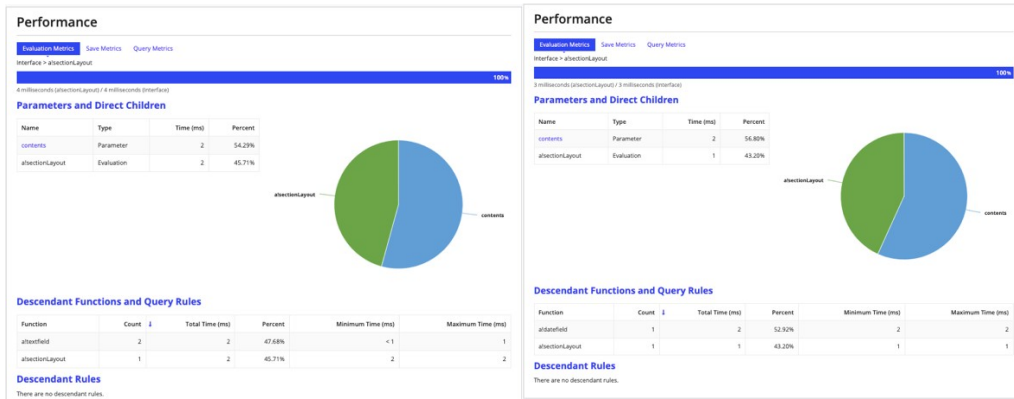 Performance
Evaluation Metrics Save Metrics Query Metrics
Interface > a!sectionLayout
100%
4 milliseconds (a!sectionLayout) / 4 milliseconds (Interface)
Parameters and Direct Children
Name Type Time (ms) Percent
contents Parameter 2 54.29%
a!sectionLayout Evaluation 2 45.71%
a!sectionLayout
contents
Descendant Functions and Query Rules
Function Count ↓ Total Time (ms) Percent Minimum Time (ms) Maximum Time (ms)
a!textfield 2 2 47.68% <1 1
a!sectionLayout 1 2 45.71% 2 2
Descendant Rules
There are no descendant rules.
Performance
Evaluation Metrics Save Metrics Query Metrics
Interface > a!sectionLayout
100%
3 milliseconds (a!sectionLayout) / 3 milliseconds (Interface)
Parameters and Direct Children
Name Type Time (ms) Percent
contents Parameter 2 56.80%
a!sectionLayout Evaluation 1 43.20%
a!sectionLayout
contents
Descendant Functions and Query Rules
Function Count ↓ Total Time (ms) Percent Minimum Time (ms) Maximum Time (ms)
a!datefield 1 2 52.92% 2 2
a!sectionLayout 1 1 43.20% 1 1
Descendant Rules
There are no descendant rules.